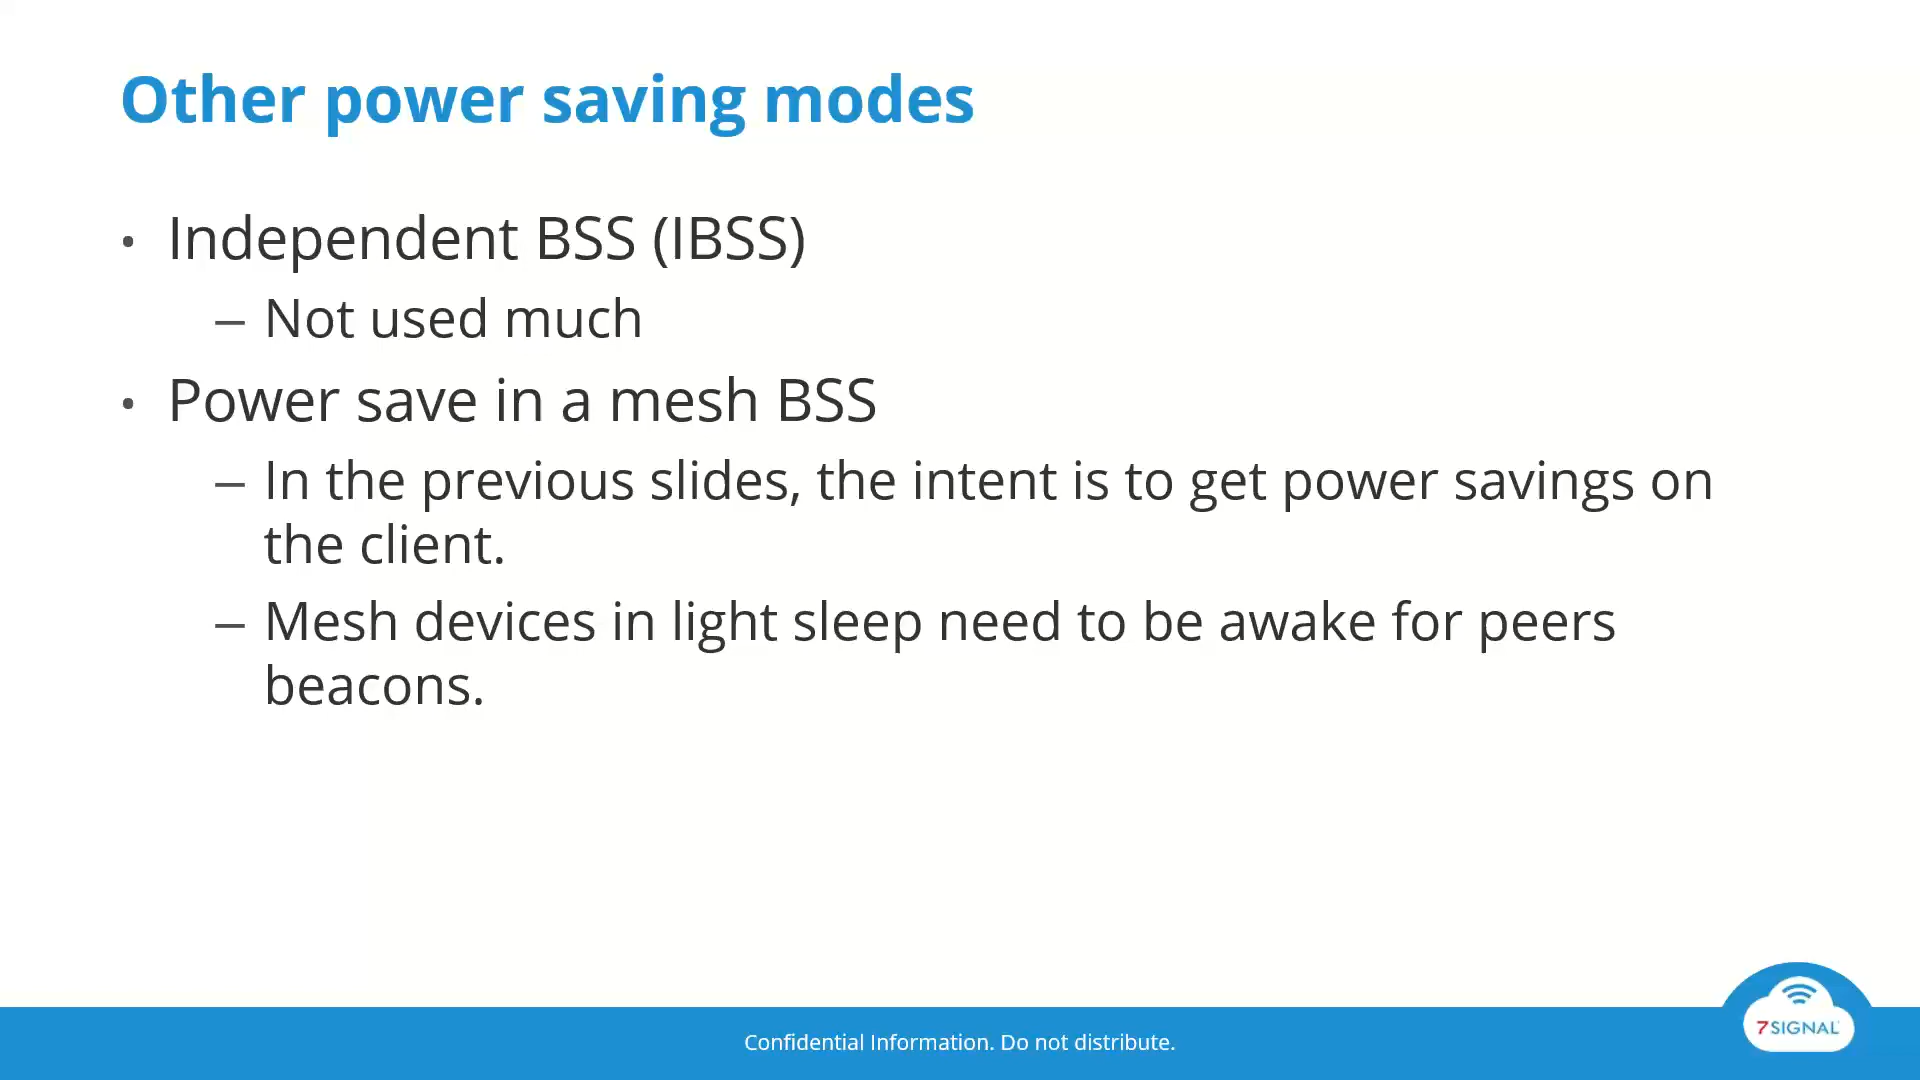 Other power saving modes
• Independent BSS (IBSS)
– Not used much
• Power save in a mesh BSS
– In the previous slides, the intent is to get power savings on
the client.
– Mesh devices in light sleep need to be awake for peers
beacons.
Confidential Information. Do not distribute.
7SIGNAL